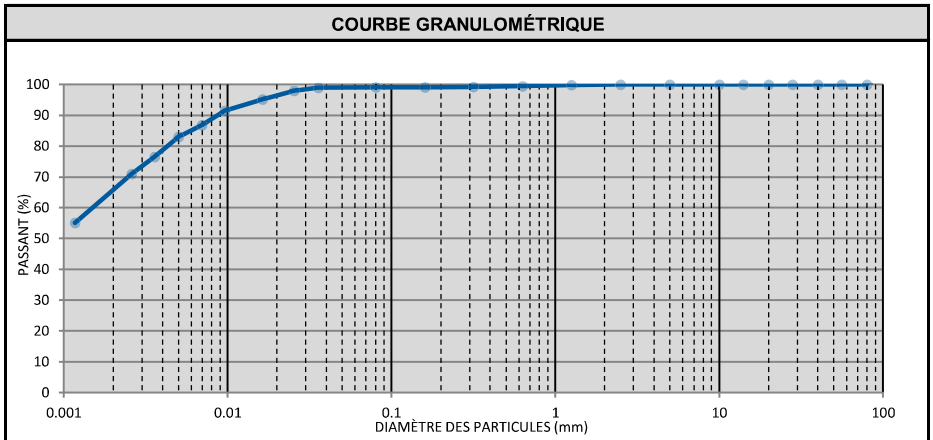 COURBE GRANULOMÉTRIQUE
PASSANT (%)
100
90
80
70
60
50
40
30
20
10
0
0.001 0.01 0.1 1 10 100
DIAMÈTRE DES PARTICULES (mm)